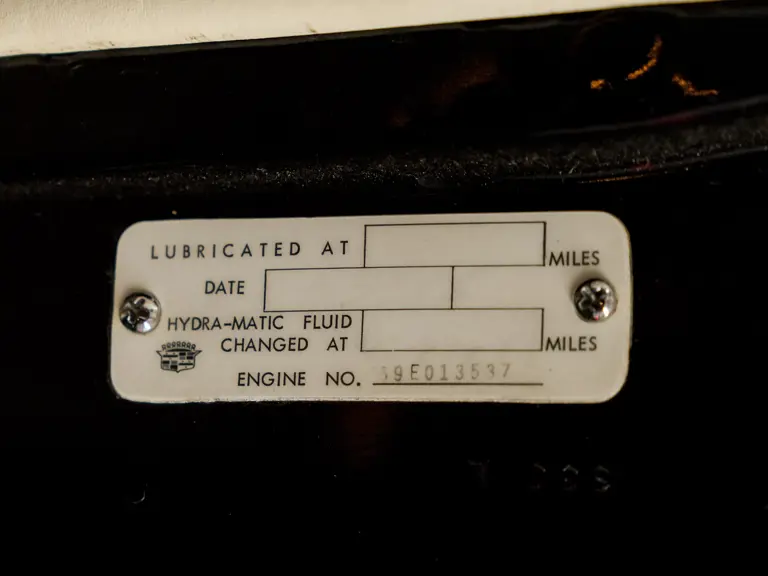 LUBRICATED AT
MILES
DATE
HYDRA-MATIC FLUID
CHANGED AT
MILES
ENGINE NO.